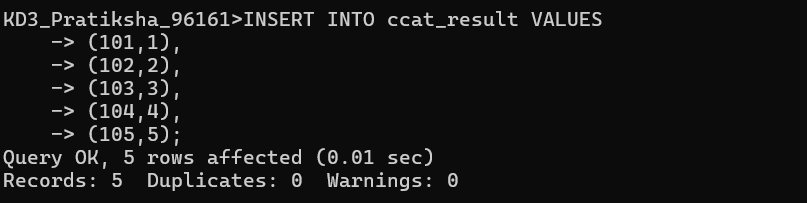 KD3_Pratiksha_96161>INSERT INTO ccat_result VALUES
    -> (101,1),
    -> (102,2),
    -> (103,3),
    -> (104,4),
    -> (105,5);
Query OK, 5 rows affected (0.01 sec)
Records: 5  Duplicates: 0  Warnings: 0